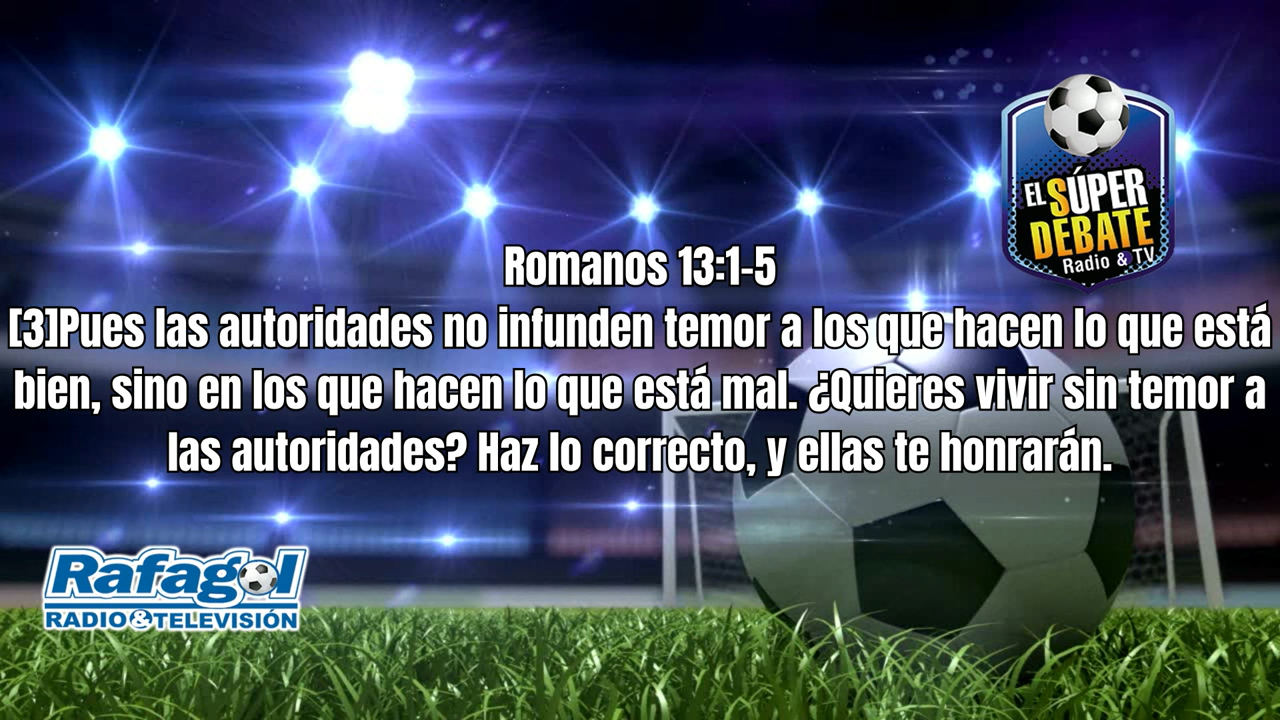 EL SÚPER
DEBATE
Radio & TV
Romanos 13:1-5
[3]Pues las autoridades no infunden temor a los que hacen lo que está
bien, sino en los que hacen lo que está mal. ¿Quieres vivir sin temor a
las autoridades? Haz lo correcto, y ellas te honrarán.
Rafagol
RADIO&TELEVISIÓN